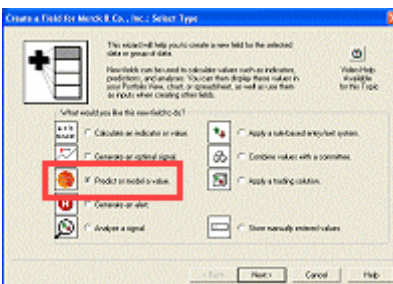 Create a Field for Merck & Co., Inc.: Select Type
This wizard will help you to create a new field for the selected
data or group of data.
New fields can be used to calculate values such as indicators,
predictions, and analyses. You can then display these values in
your Portfolio View, chart, or spreadsheet, as well as use them
as inputs when creating other fields.
Video Help
Available
for this Topic
What would you like this new field to do?
Calculate an indicator or value.
Apply a rule-based entry/exit system.
Generate an optimal signal.
Combine values with a committee.
Predict or model a value.
Apply a trading solution.
Generate an alert.
Analyze a signal.
Store manually entered values
< Back
Next >
Cancel
Help